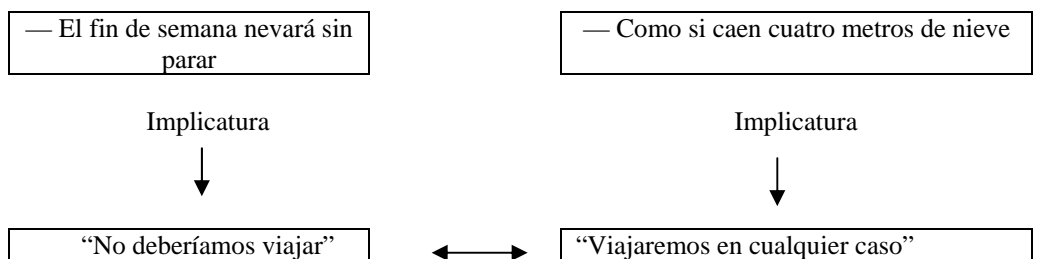 — El fin de semana nevará sin
parar
— Como si caen cuatro metros de nieve
Implicatura
Implicatura
“No deberíamos viajar”
“Viajaremos en cualquier caso”